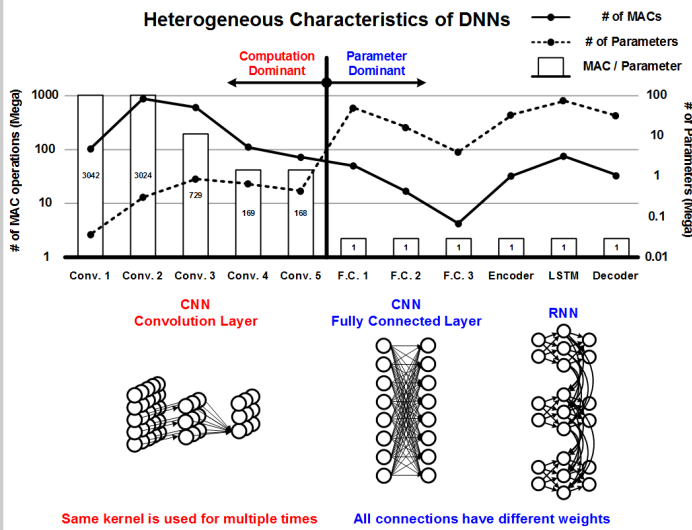 Heterogeneous Characteristics of DNNs
# of MACs
# of Parameters
MAC / Parameter
Computation
Dominant
Parameter
Dominant
# of MAC operations (Mega)
1000
100
10
1
# of Parameters (Mega)
100
10
1
0.1
0.01
3042
3024
729
169
168
1
1
1
1
1
1
Conv. 1
Conv. 2
Conv. 3
Conv. 4
Conv. 5
F.C. 1
F.C. 2
F.C. 3
Encoder
LSTM
Decoder
CNN
Convolution Layer
CNN
Fully Connected Layer
RNN
Same kernel is used for multiple times
All connections have different weights